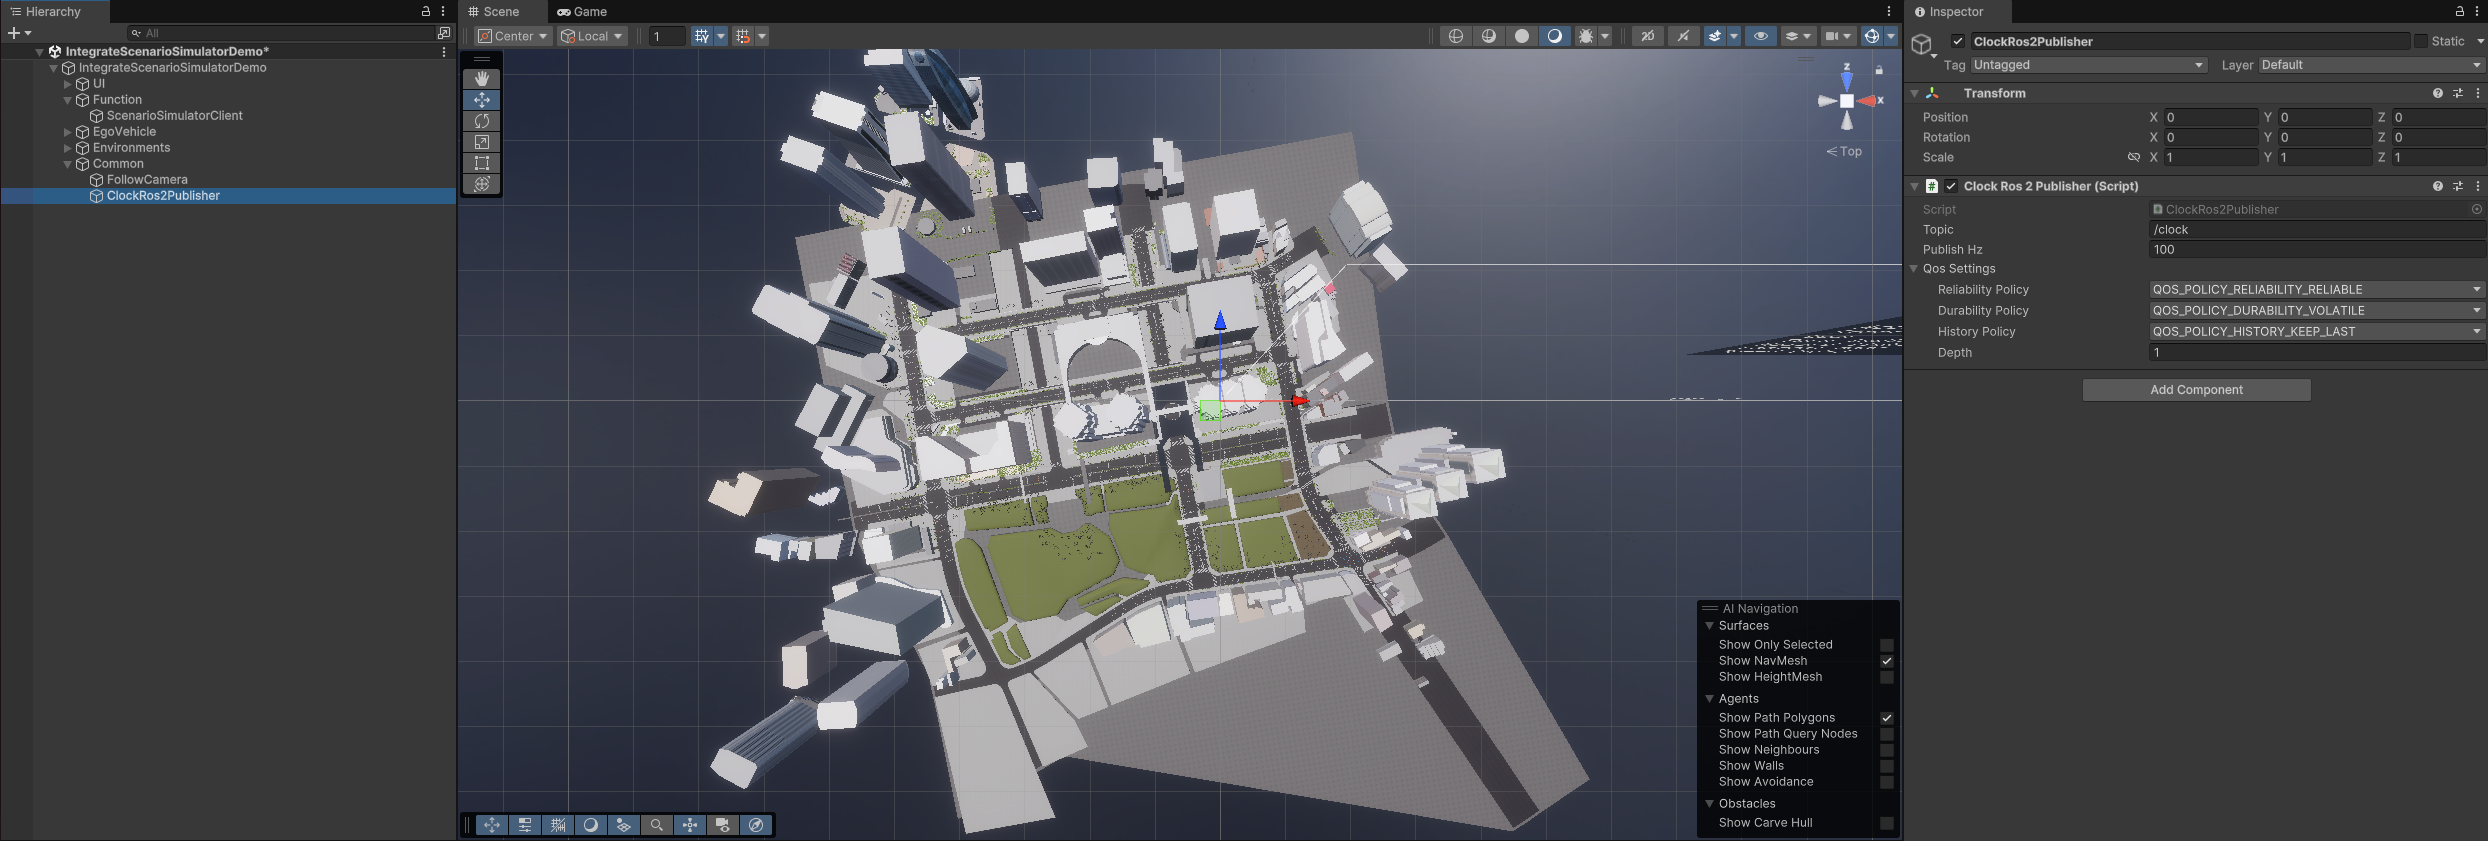 Hierarchy
All
IntegrateScenarioSimulatorDemo*
IntegrateScenarioSimulatorDemo
UI
Function
ScenarioSimulatorClient
EgoVehicle
Environments
Common
FollowCamera
ClockRos2Publisher
Scene
Game
Center
Local
1
2D
Z
X
Top
AI Navigation
Surfaces
Show Only Selected
Show NavMesh
Show HeightMesh
Agents
Show Path Polygons
Show Path Query Nodes
Show Neighbours
Show Walls
Show Avoidance
Obstacles
Show Carve Hull
Inspector
ClockRos2Publisher
Static
Tag Untagged Layer Default
Transform
Position X 0 Y 0 Z 0
Rotation X 0 Y 0 Z 0
Scale X 1 Y 1 Z 1
# Clock Ros 2 Publisher (Script)
Script ClockRos2Publisher
Topic /clock
Publish Hz 100
Qos Settings
Reliability Policy QOS_POLICY_RELIABILITY_RELIABLE
Durability Policy QOS_POLICY_DURABILITY_VOLATILE
History Policy QOS_POLICY_HISTORY_KEEP_LAST
Depth 1
Add Component